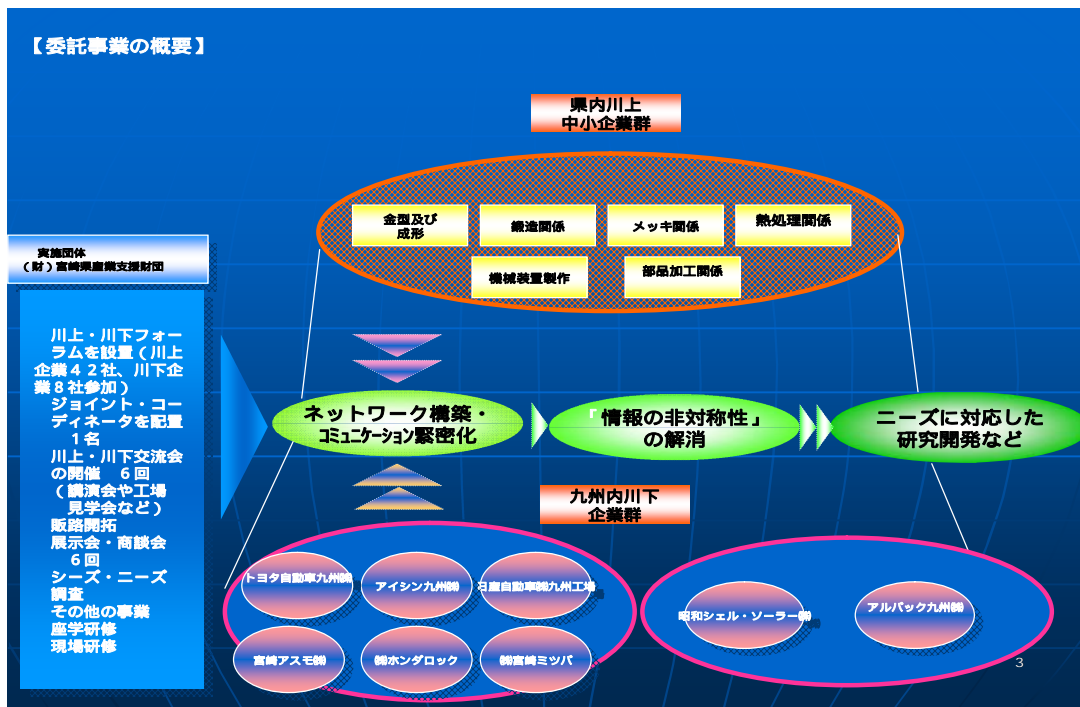 【委託事業の概要】
県内川上
中小企業群
金型及び
成形
鍛造関係
メッキ関係
熱処理関係
機械装置製作
部品加工関係
実施団体
（財）宮崎県産業支援財団
川上・川下フォー
ラムを設置（川上
企業４２社、川下企
業８社参加）
ジョイント・コー
ディネータを配置
１名
川上・川下交流会
の開催　６回
（講演会や工場
見学会など）
販路開拓
展示会・商談会
６回
シーズ・ニーズ
調査
その他の事業
座学研修
現場研修
ネットワーク構築・
コミュニケーション緊密化
「情報の非対称性」
の解消
ニーズに対応した
研究開発など
九州内川下
企業群
トヨタ自動車九州㈱
アイシン九州㈱
日産自動車㈱九州工場
宮崎アスモ㈱
㈱ホンダロック
㈱宮崎ミツバ
昭和シェル・ソーラー㈱
アルバック九州㈱
3